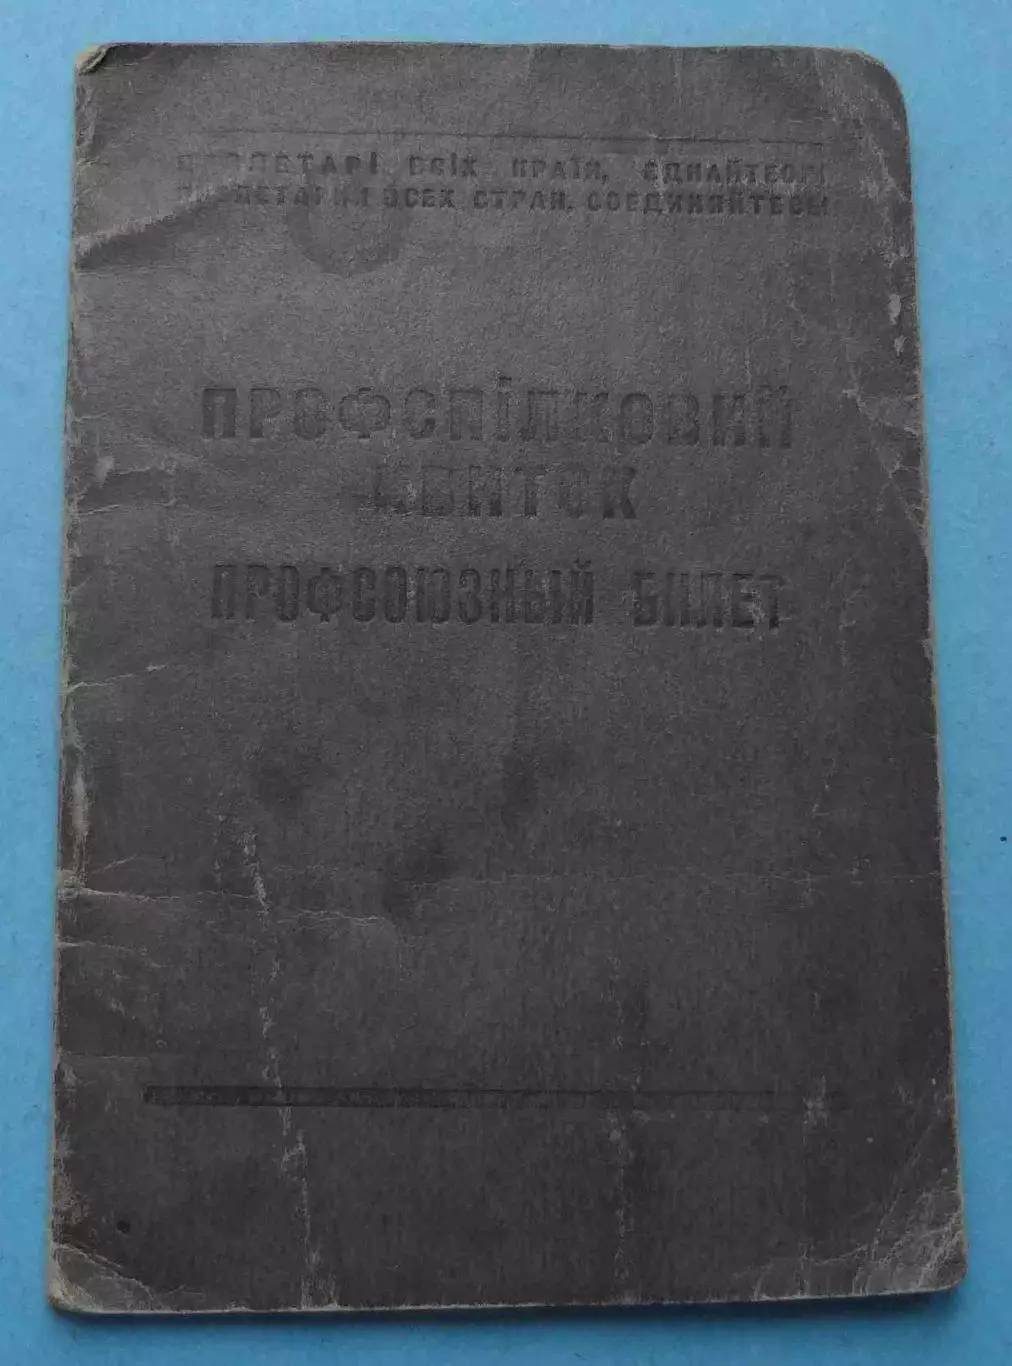 ПРОЛЕТАРІ ВСІХ КРАЇН, ЄДНАЙТЕСЯ
ПРОЛЕТАРИИ ВСЕХ СТРАН, СОЕДИНЯЙТЕСЬ!
ПРОФСПІЛКОВИЙ
КВИТОК
ПРОФСОЮЗНЫЙ БИЛЕТ